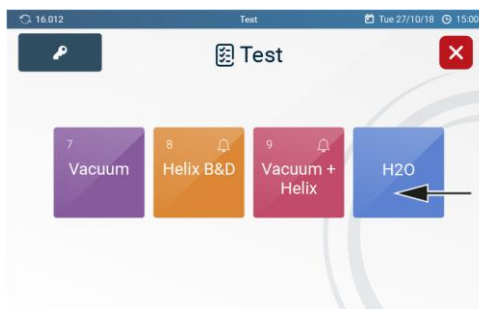 16.012 Test Tue 27/10/18 15:00
Test
7
Vacuum
8
Helix B&D
9
Vacuum +
Helix
H2O